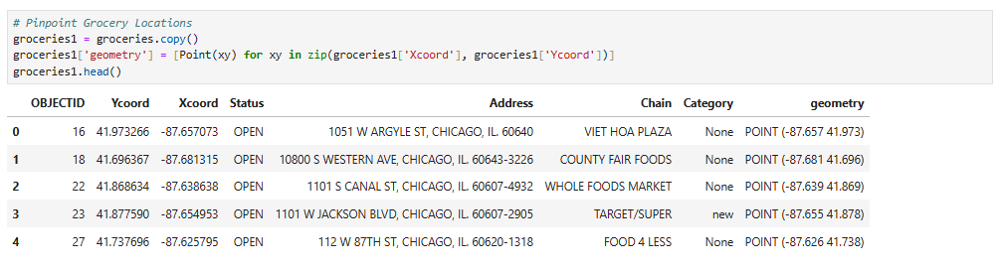 # Pinpoint Grocery Locations
groceries1 = groceries.copy()
groceries1['geometry'] = [Point(xy) for xy in zip(groceries1['Xcoord'], groceries1['Ycoord'])]
groceries1.head()
OBJECTID Ycoord Xcoord Status Address Chain Category geometry
0 16 41.973266 -87.657073 OPEN 1051 W ARGYLE ST, CHICAGO, IL. 60640 VIET HOA PLAZA None POINT (-87.657 41.973)
1 18 41.696367 -87.681315 OPEN 10800 S WESTERN AVE, CHICAGO, IL. 60643-3226 COUNTY FAIR FOODS None POINT (-87.681 41.696)
2 22 41.868634 -87.638638 OPEN 1101 S CANAL ST, CHICAGO, IL. 60607-4932 WHOLE FOODS MARKET None POINT (-87.639 41.869)
3 23 41.877590 -87.654953 OPEN 1101 W JACKSON BLVD, CHICAGO, IL. 60607-2905 TARGET/SUPER new POINT (-87.655 41.878)
4 27 41.737696 -87.625795 OPEN 112 W 87TH ST, CHICAGO, IL. 60620-1318 FOOD 4 LESS None POINT (-87.626 41.738)